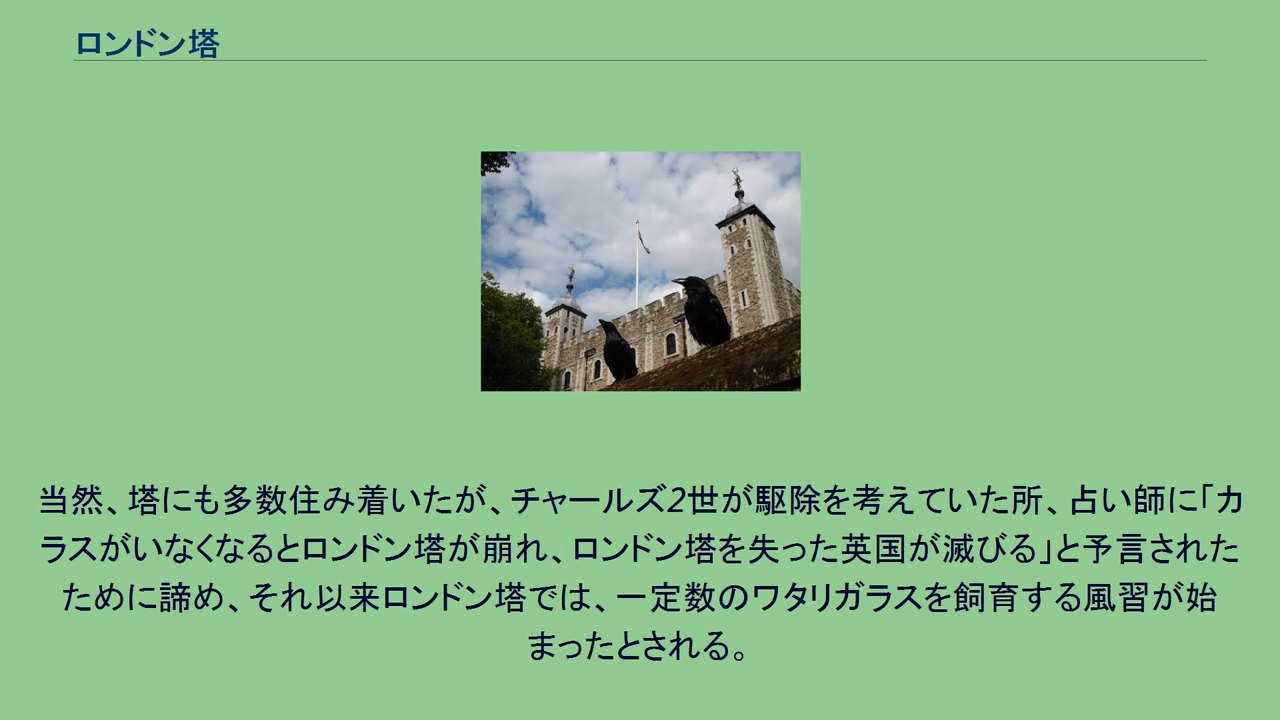 ロンドン塔
当然、塔にも多数住み着いたが、チャールズ2世が駆除を考えていた所、占い師に「カ
ラスがいなくなるとロンドン塔が崩れ、ロンドン塔を失った英国が滅びる」と予言された
ために諦め、それ以来ロンドン塔では、一定数のワタリガラスを飼育する風習が始
まったとされる。